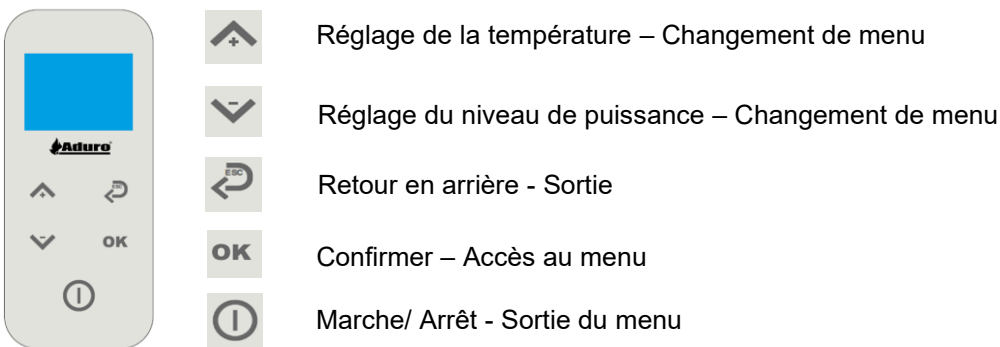 Réglage de la température – Changement de menu
Réglage du niveau de puissance – Changement de menu
Aduro
ESC
OK
ESC
Retour en arrière - Sortie
OK
Confirmer – Accès au menu
Marche/ Arrêt - Sortie du menu